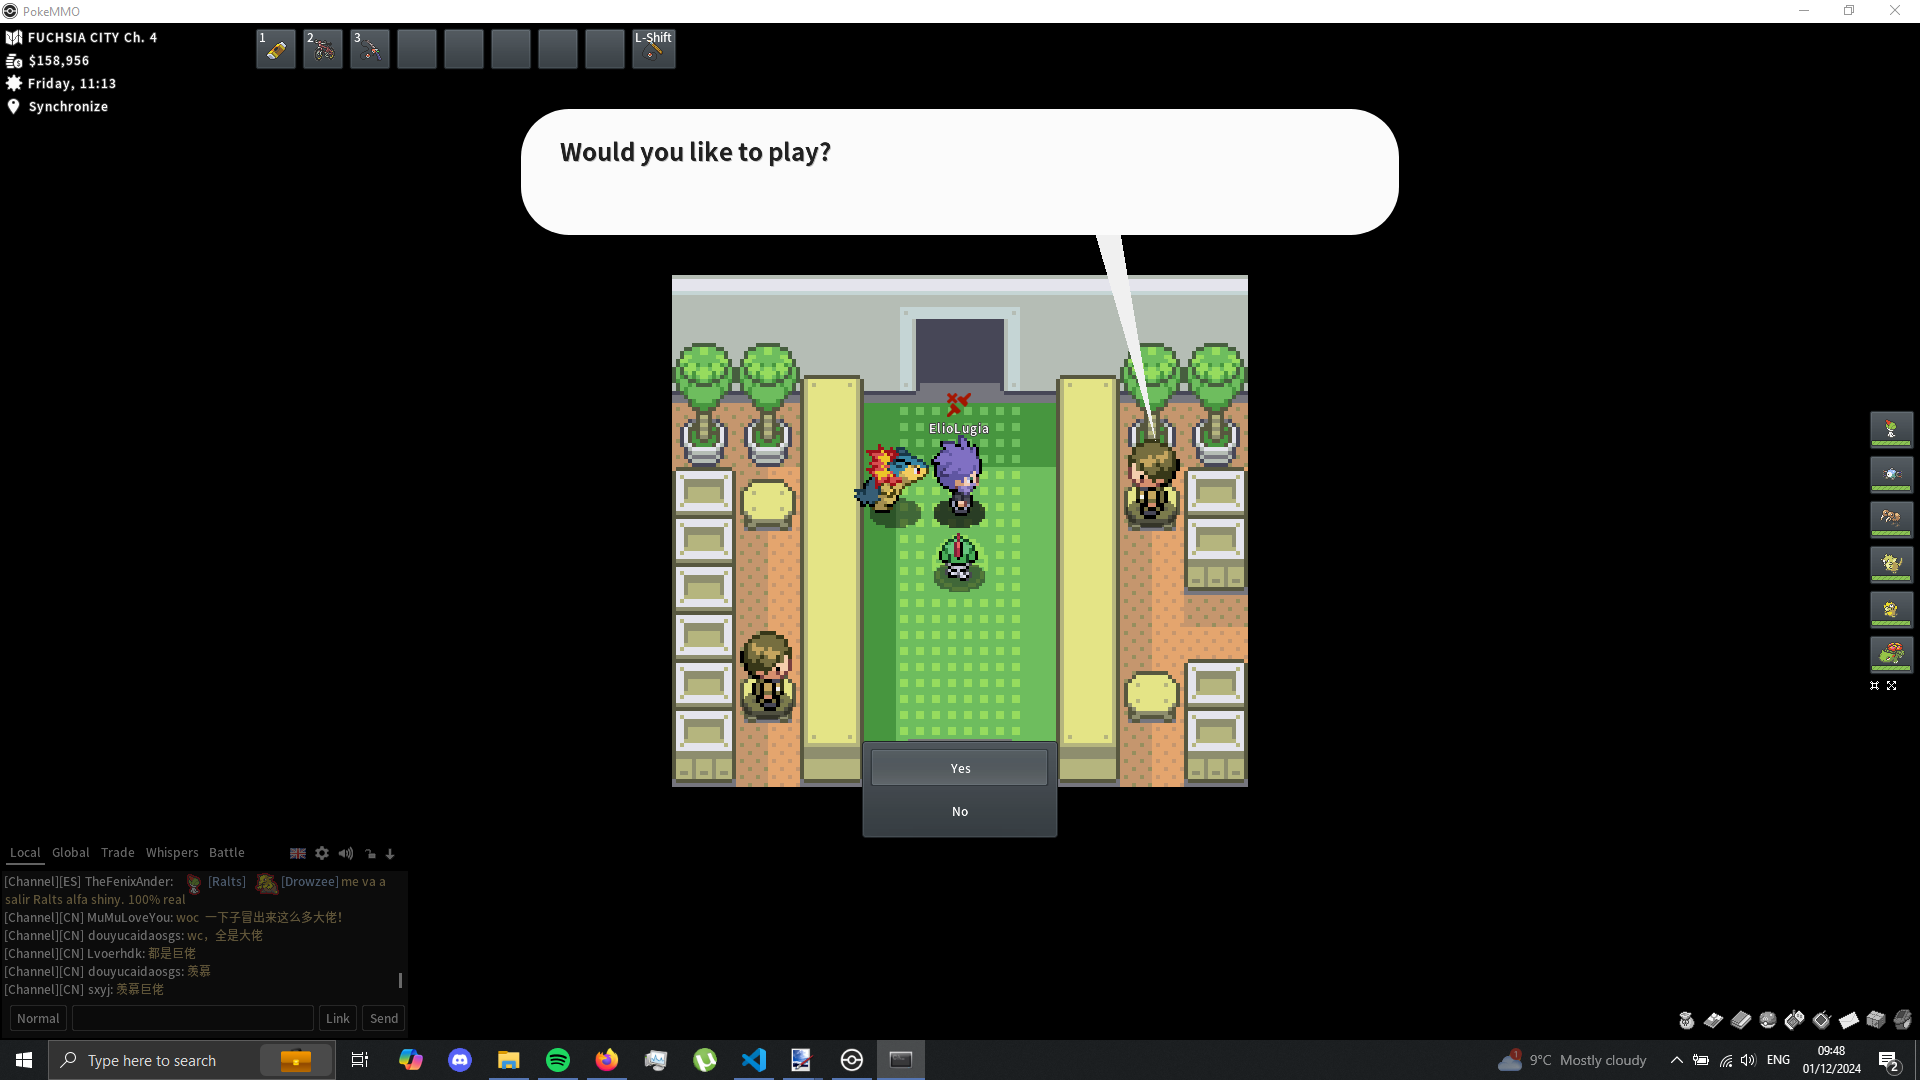 PokeMMO
FUCHSIA CITY Ch. 4
$158,956
Friday, 11:13
Synchronize
1
2
3
L-Shift
Would you like to play?
ElioLugia
Yes
No
Local Global Trade Whispers Battle
[Channel][ES] TheFenixAnder: [Ralts] [Drowzee] me va a
salir Ralts alfa shiny. 100% real
[Channel][CN] MuMuLoveYou: woc 一下子冒出来这么多大佬!
[Channel][CN] douyucaidaosgs: wc，全是大佬
[Channel][CN] Lvoerhdk: 都是巨佬
[Channel][CN] douyucaidaosgs: 羡慕
[Channel][CN] sxyj: 羡慕巨佬
Normal Link Send
Type here to search
1
9°C Mostly cloudy
ENG
09:48
01/12/2024
2